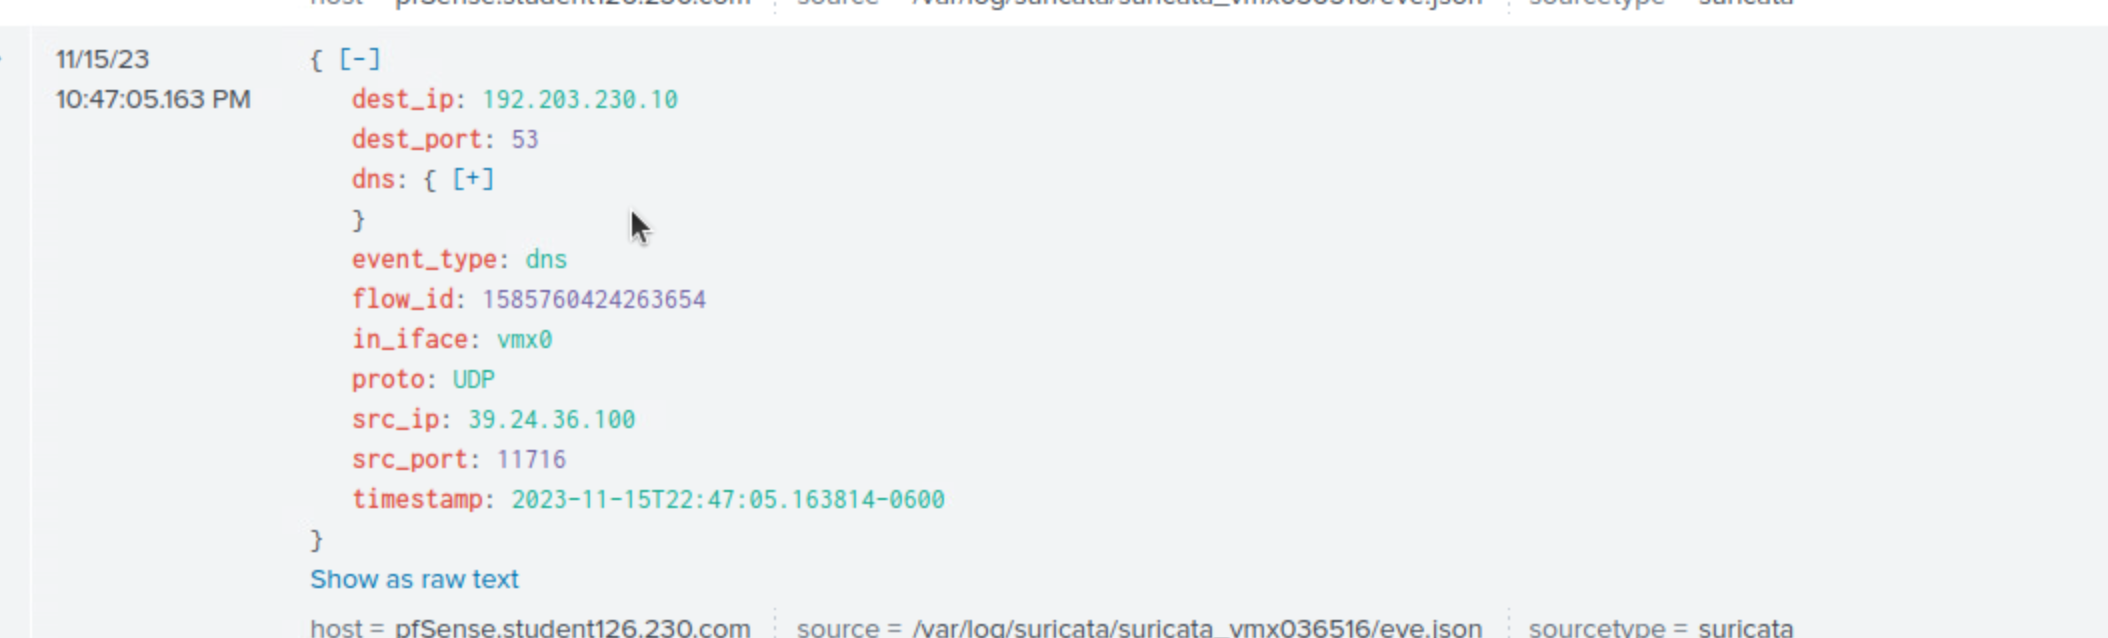 host = pfSense.student126.230.com source = /var/log/suricata/suricata_vmx036516/eve.json sourcetype = suricata
11/15/23 { [-]
10:47:05.163 PM dest_ip: 192.203.230.10
dest_port: 53
dns: { [+]
}
event_type: dns
flow_id: 1585760424263654
in_iface: vmx0
proto: UDP
src_ip: 39.24.36.100
src_port: 11716
timestamp: 2023-11-15T22:47:05.163814-0600
}
Show as raw text
host = pfSense.student126.230.com source = /var/log/suricata/suricata_vmx036516/eve.json sourcetype = suricata